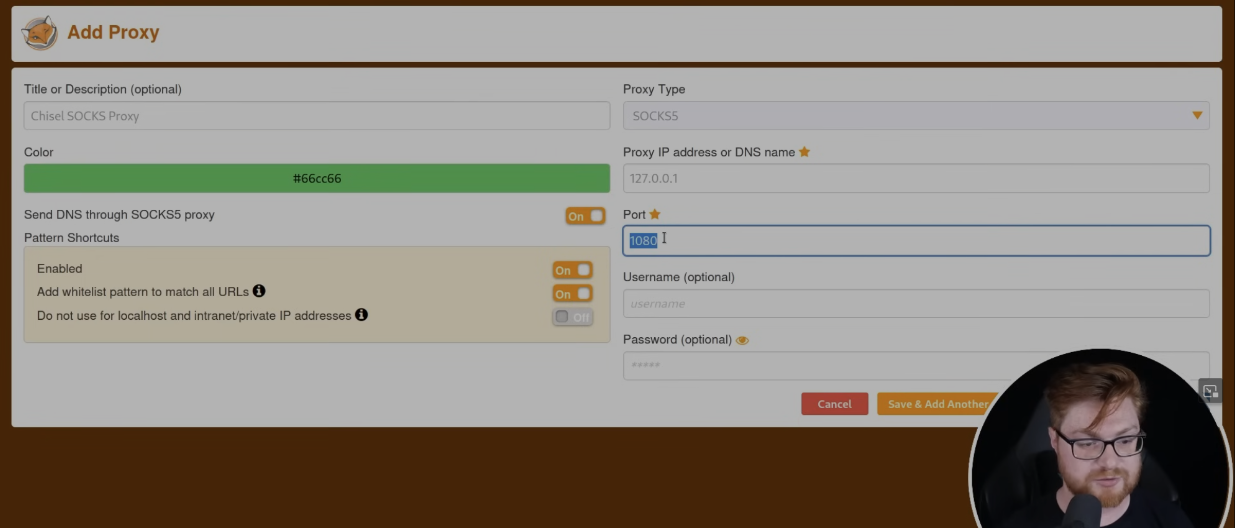 Add Proxy
Title or Description (optional)
Chisel SOCKS Proxy
Color
#66cc66
Send DNS through SOCKS5 proxy
On
Pattern Shortcuts
Enabled
On
Add whitelist pattern to match all URLs
On
Do not use for localhost and intranet/private IP addresses
Off
Proxy Type
SOCKS5
Proxy IP address or DNS name
127.0.0.1
Port
1080
Username (optional)
username
Password (optional)
*****
Cancel
Save & Add Another